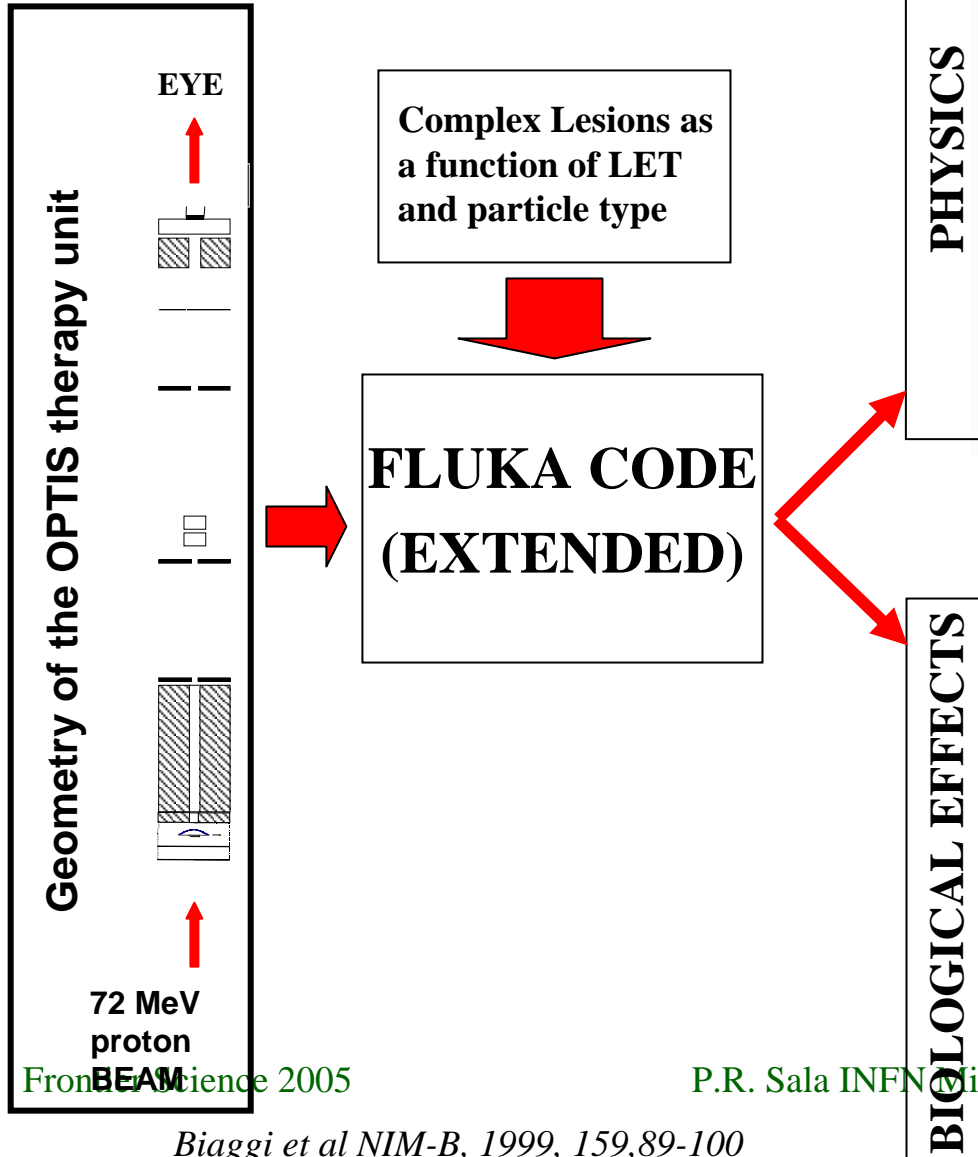 EYE
Geometry of the OPTIS therapy unit
72 MeV
proton
BEAM
Complex Lesions as
a function of LET
and particle type
FLUKA CODE
(EXTENDED)
PHYSICS
BIOLOGICAL EFFECTS
Frontier Science 2005
P.R. Sala INFN Mi
Biaggi et al NIM-B, 1999, 159,89-100